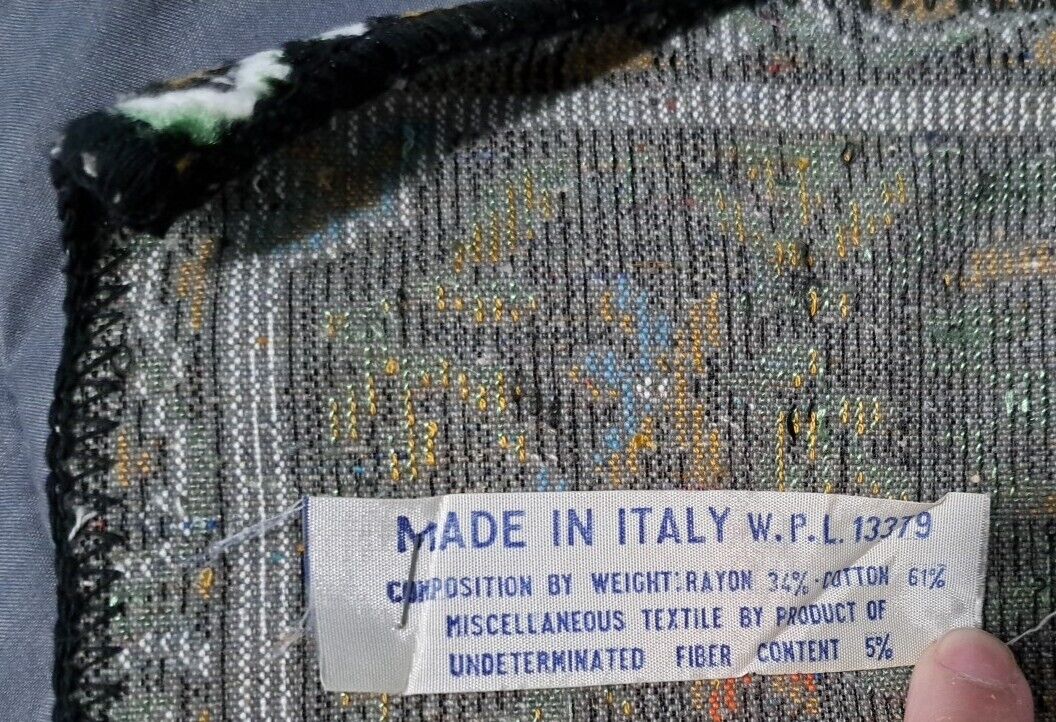 MADE IN ITALY W.P.L. 13379
COMPOSITION BY WEIGHT: RAYON 34% - COTTON 61%
MISCELLANEOUS TEXTILE BY PRODUCT OF
UNDETERMINATED FIBER CONTENT 5%